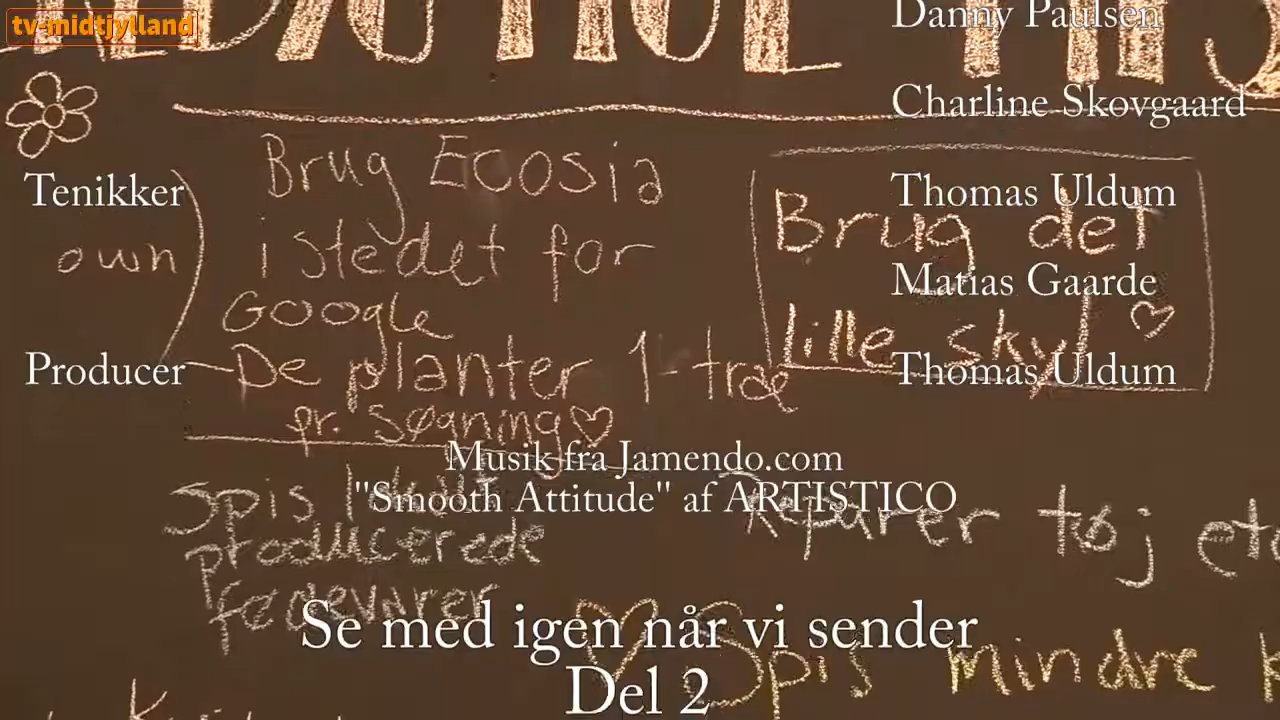 tv-midtjylland
Danny Paulsen
Charline Skovgaard
Tenikker
Thomas Uldum
Matias Gaarde
Producer
Thomas Uldum
Musik fra Jamendo.com
"Smooth Attitude" af ARTISTICO
Se med igen når vi sender
Del 2
own
Brug Ecosia
istedet for
Google
De planter 1 træ
pr. søgning
Brug det
lille skyl
Spis
producerede
fødevarer
Reparer tøj etc
Spis mindre